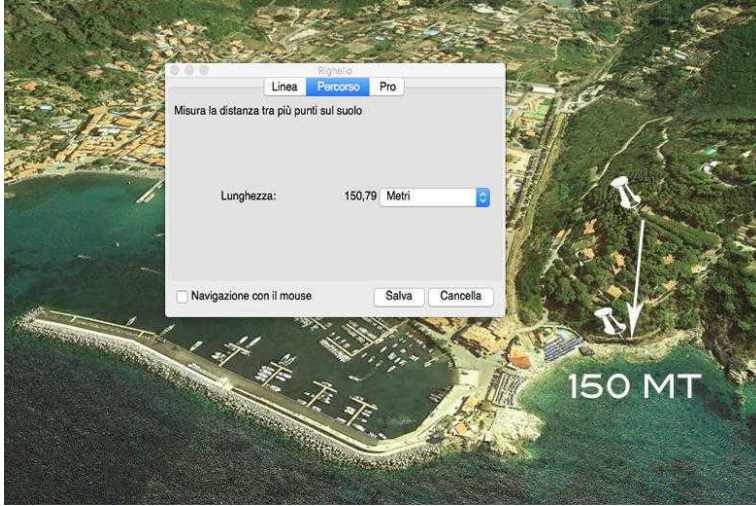 Righello
Linea Percorso Pro
Misura la distanza tra più punti sul suolo
Lunghezza: 150,79 Metri
Navigazione con il mouse Salva Cancella
150 MT